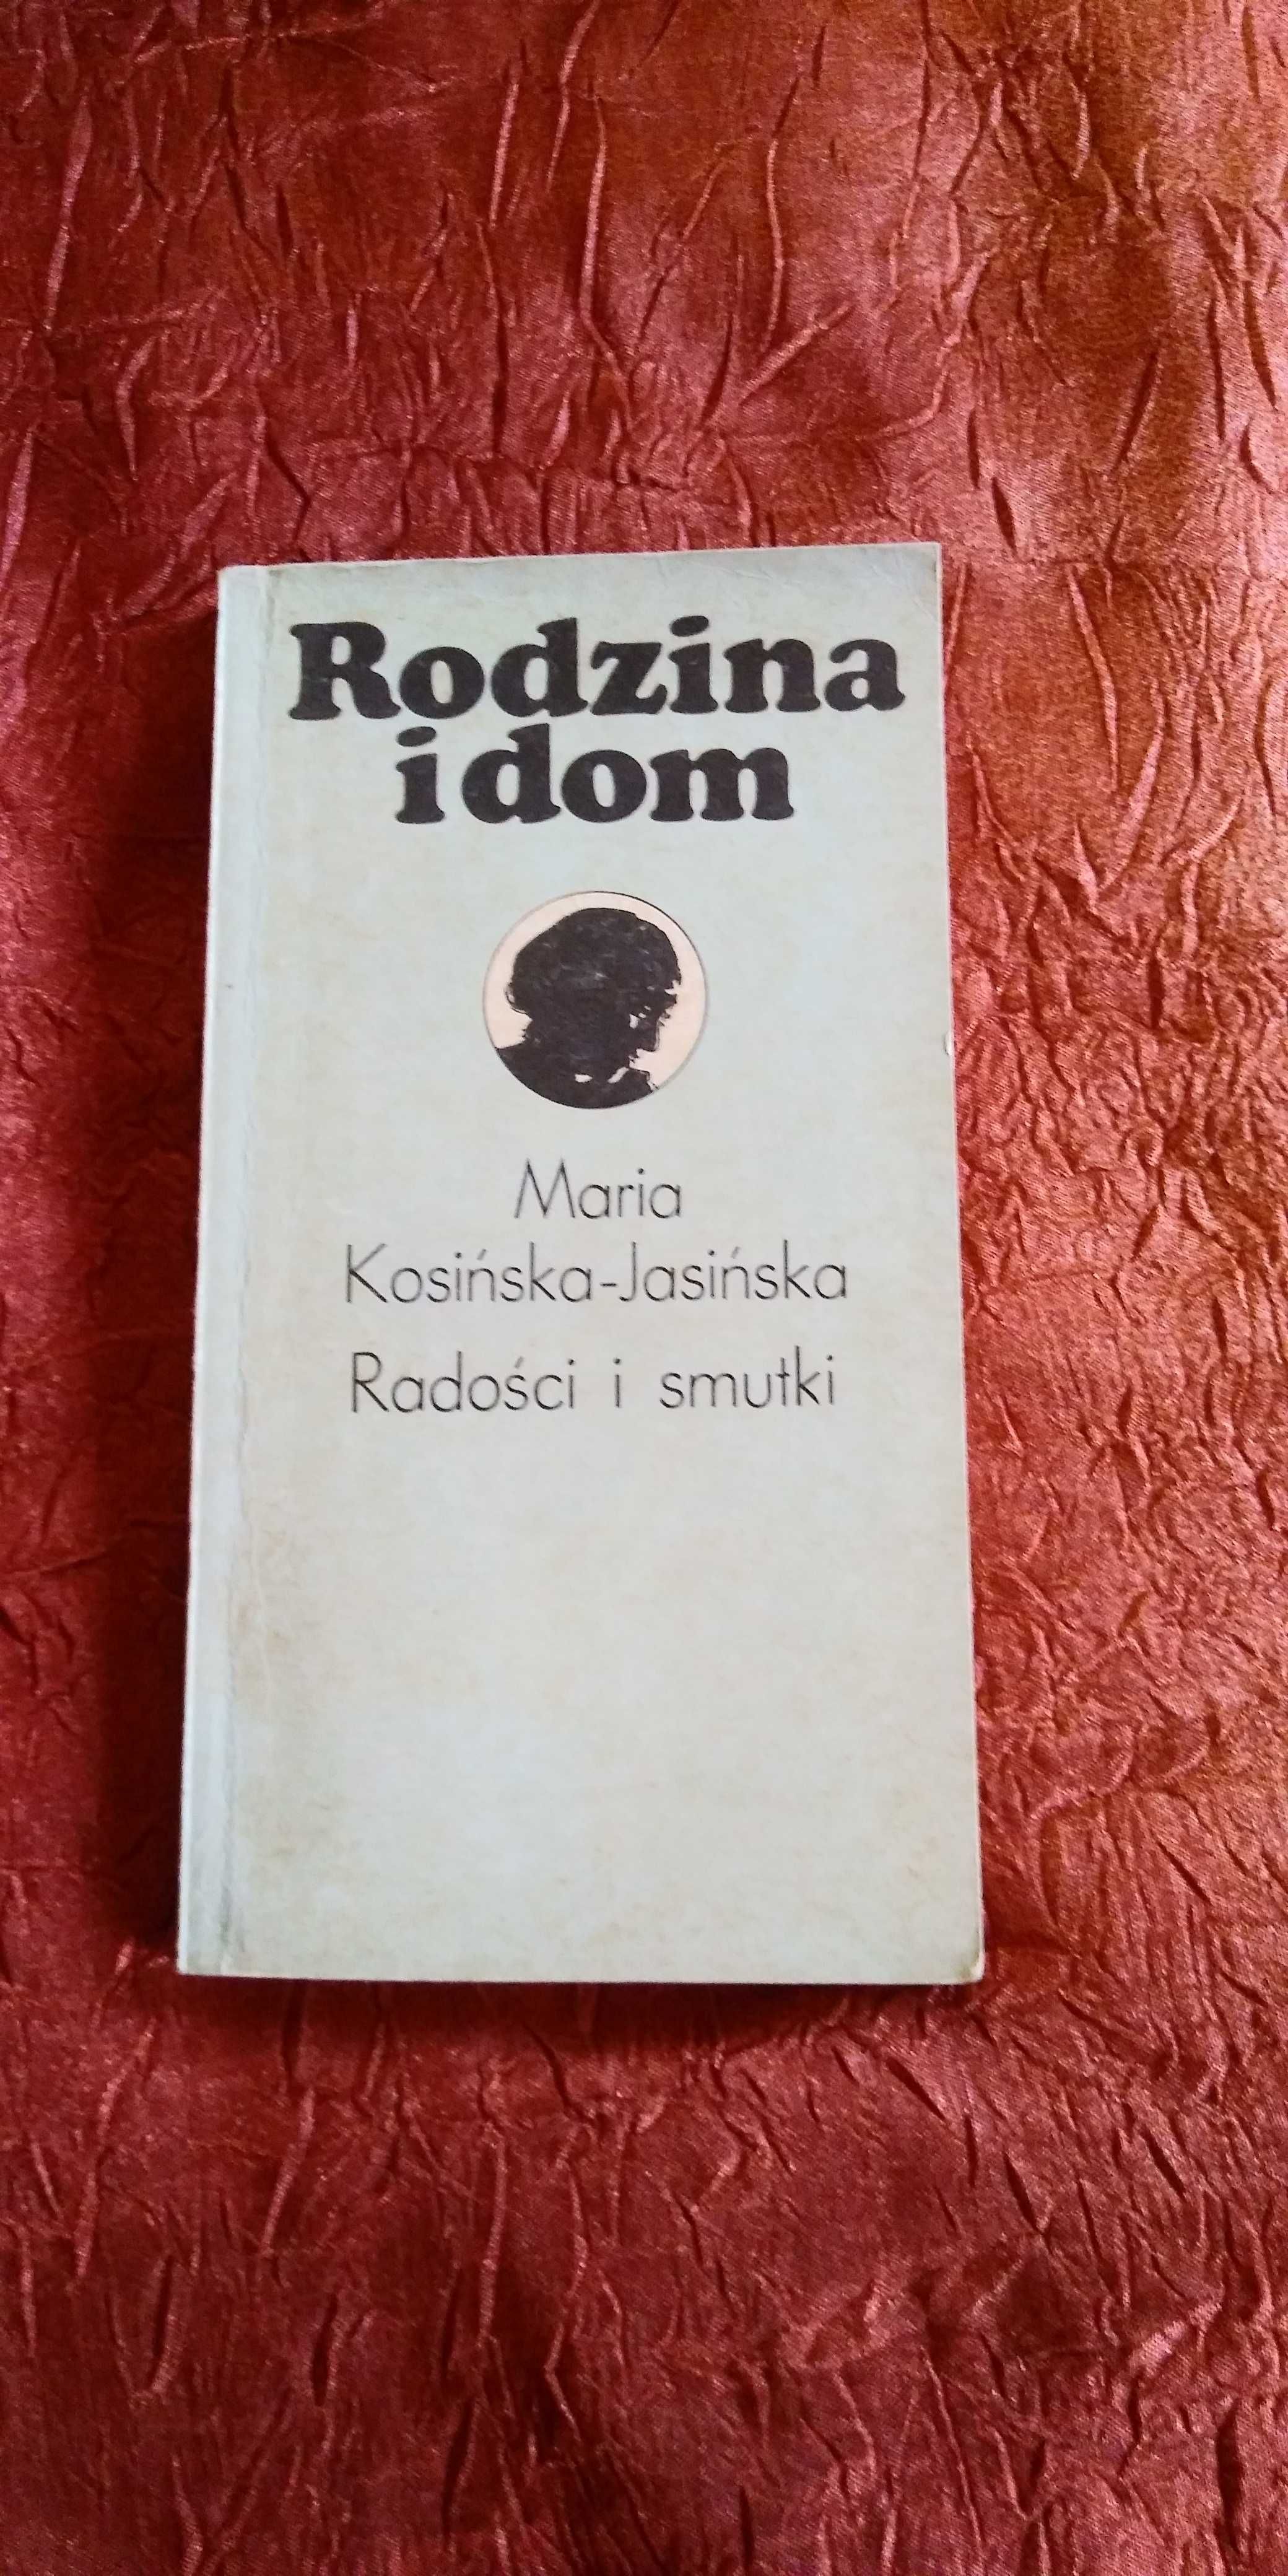 Rodzina
i dom
Maria
Kosińska-Jasińska
Radości i smutki